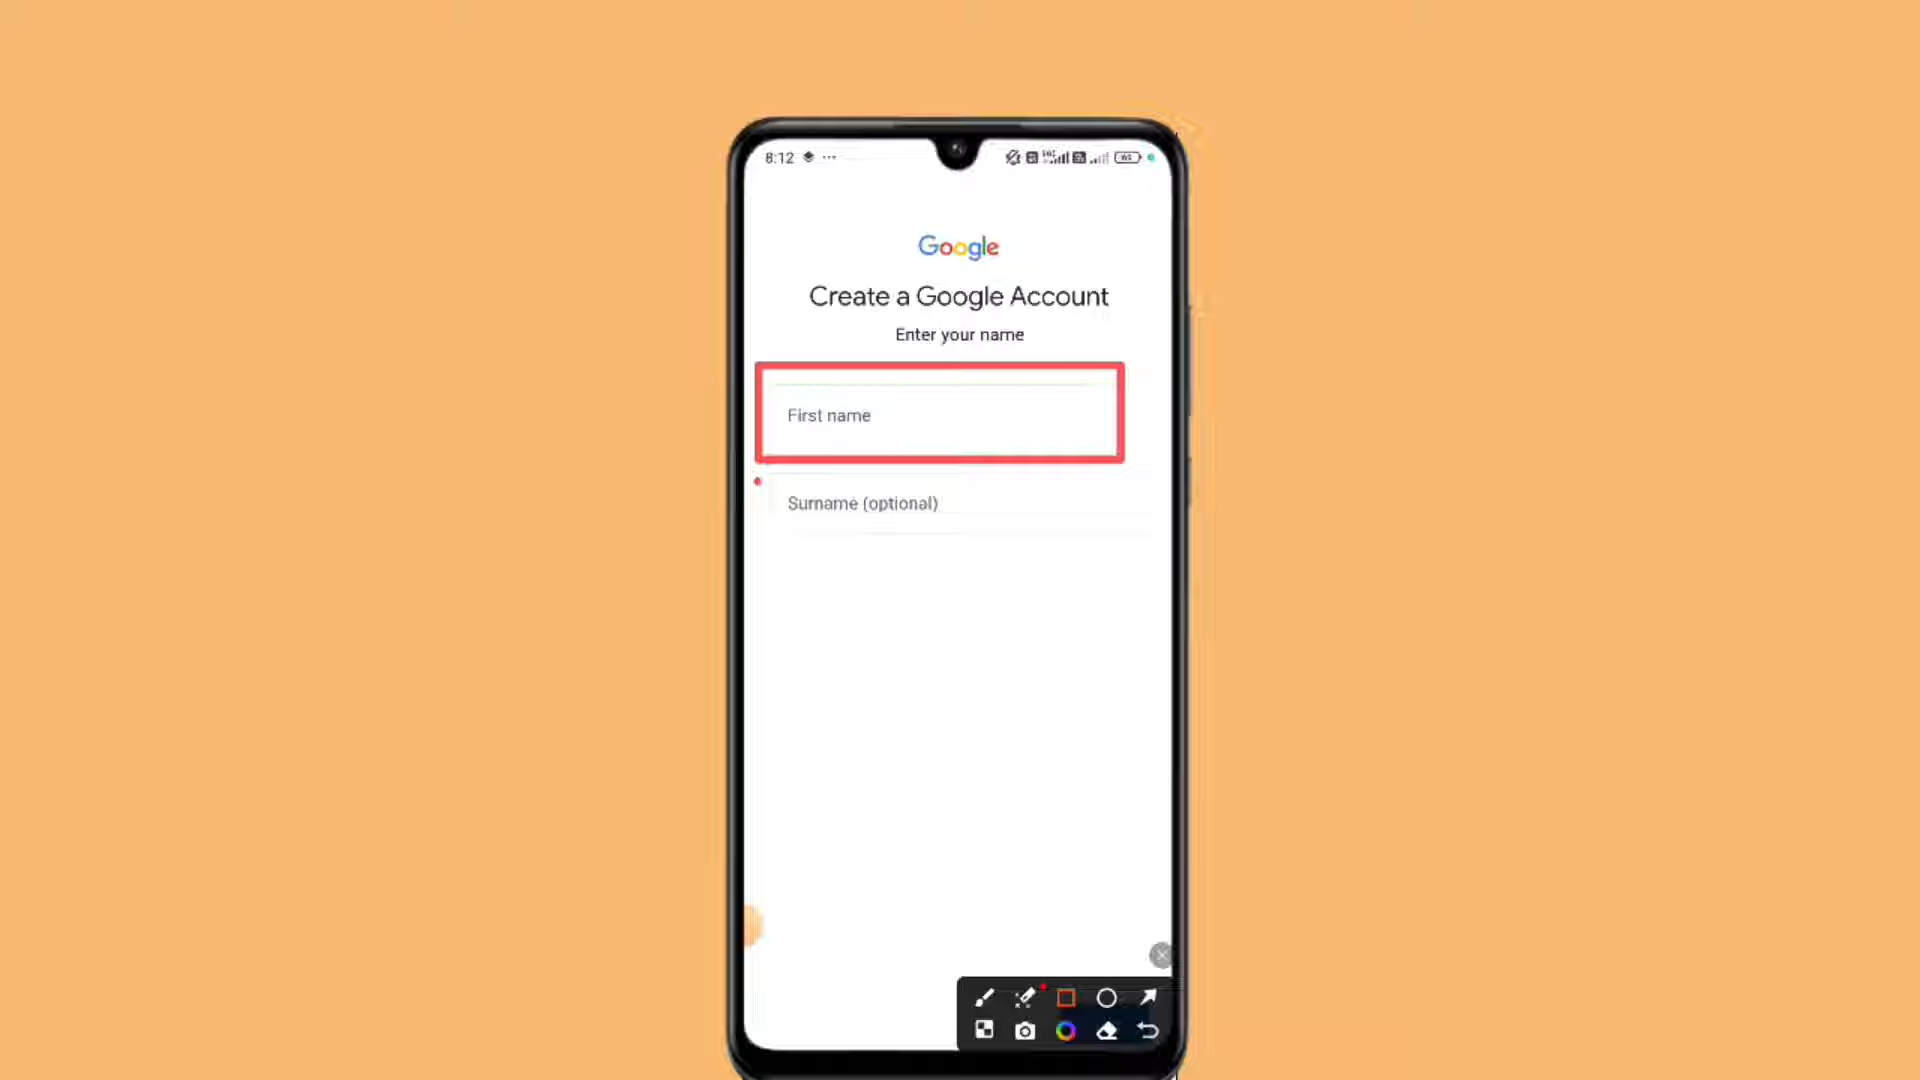 8:12
Google
Create a Google Account
Enter your name
First name
Surname (optional)